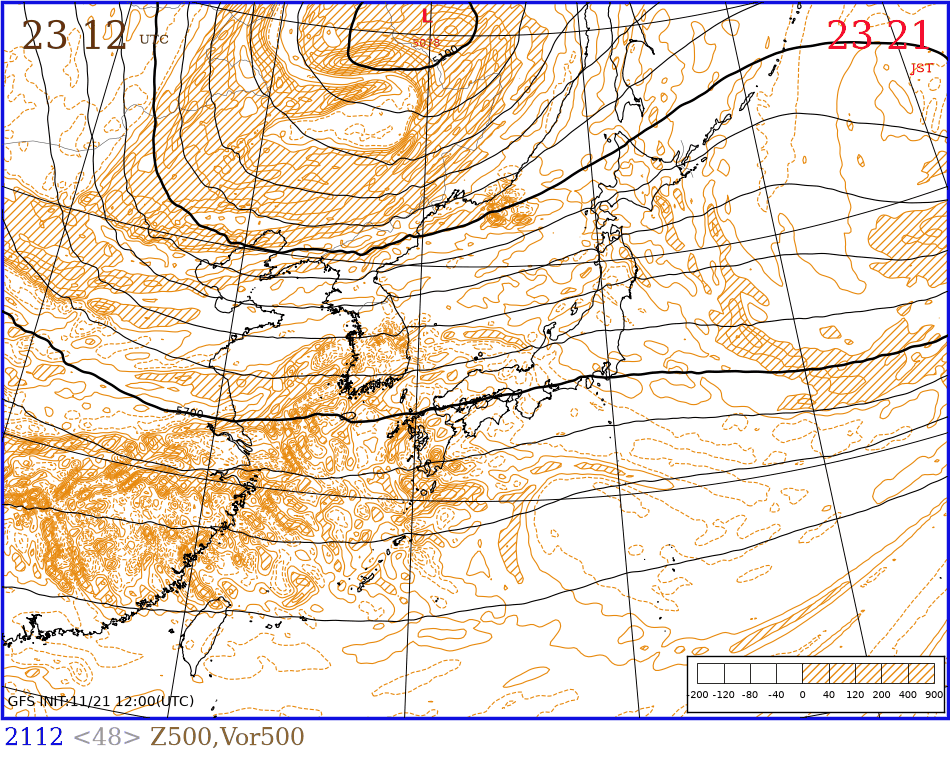 23 12 UTC
23 21 JST
L
5100
5700
-200 -120 -80 -40 0 40 120 200 400 900
GFS INIT:11/21 12:00(UTC)
2112 <48> Z500,Vor500